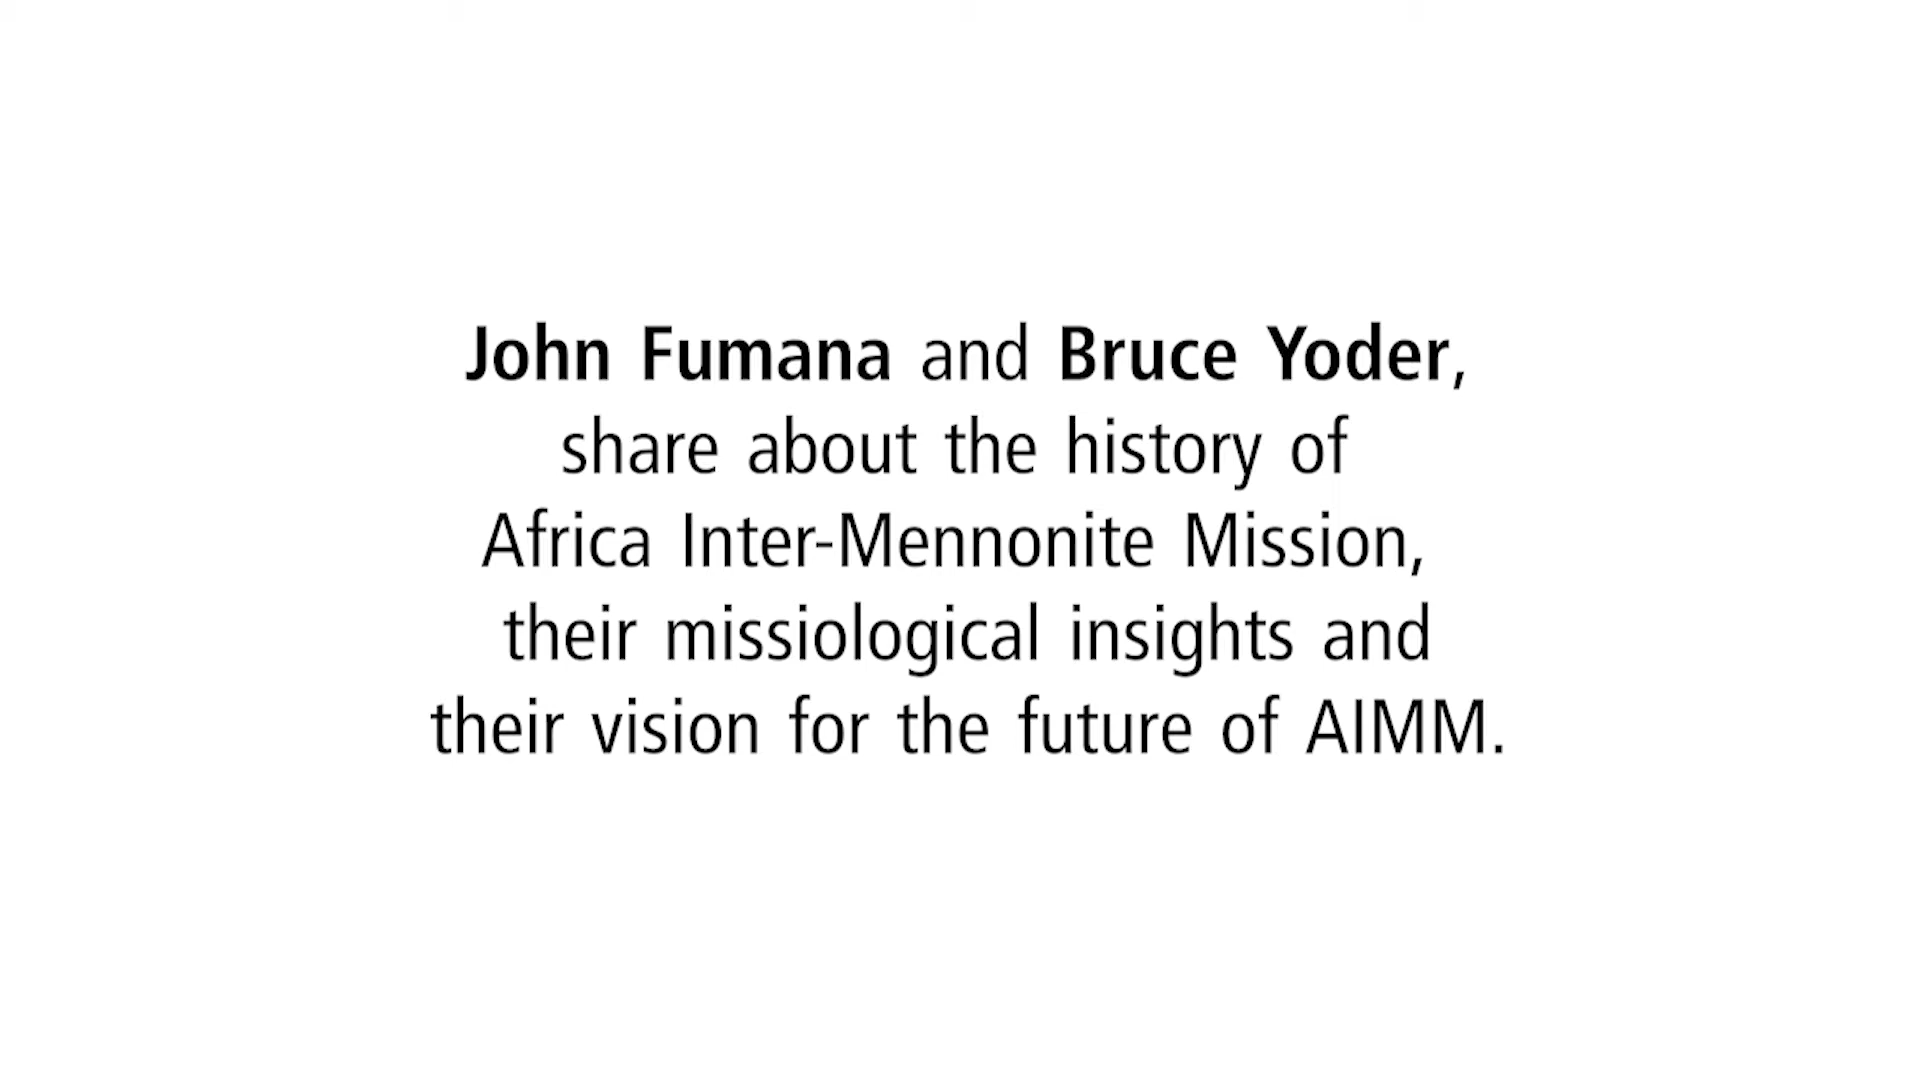 John Fumana and Bruce Yoder,
share about the history of
Africa Inter-Mennonite Mission,
their missiological insights and
their vision for the future of AIMM.